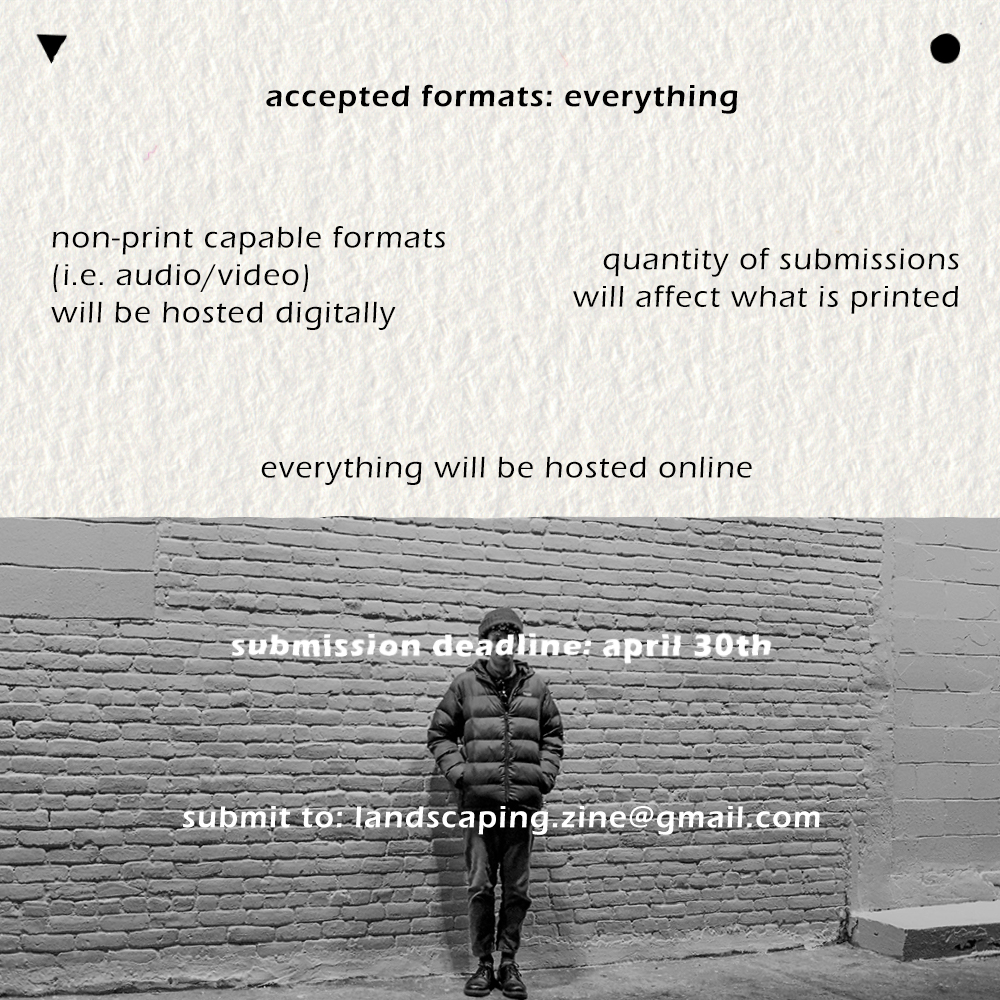 accepted formats: everything
non-print capable formats
(i.e. audio/video)
will be hosted digitally
quantity of submissions
will affect what is printed
everything will be hosted online
submission deadline: april 30th
submit to: landscaping.zine@gmail.com